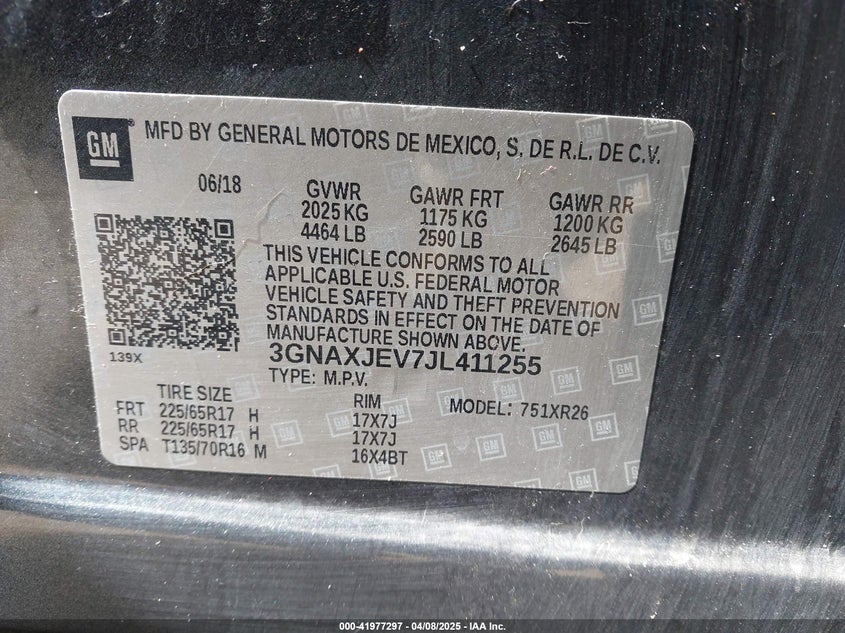 GM MFD BY GENERAL MOTORS DE MEXICO, S. DE R.L. DE C.V.
06/18 GVWR GAWR FRT GAWR RR
2025 KG 1175 KG 1200 KG
4464 LB 2590 LB 2645 LB
THIS VEHICLE CONFORMS TO ALL
APPLICABLE U.S. FEDERAL MOTOR
VEHICLE SAFETY AND THEFT PREVENTION
STANDARDS IN EFFECT ON THE DATE OF
MANUFACTURE SHOWN ABOVE.
139X
3GNAXJEV7JL411255
TYPE: M.P.V.
TIRE SIZE RIM MODEL: 751XR26
FRT 225/65R17 H 17X7J
RR 225/65R17 H 17X7J
SPA T135/70R16 M 16X4BT
000-41977297 - 04/08/2025 - IAA Inc.